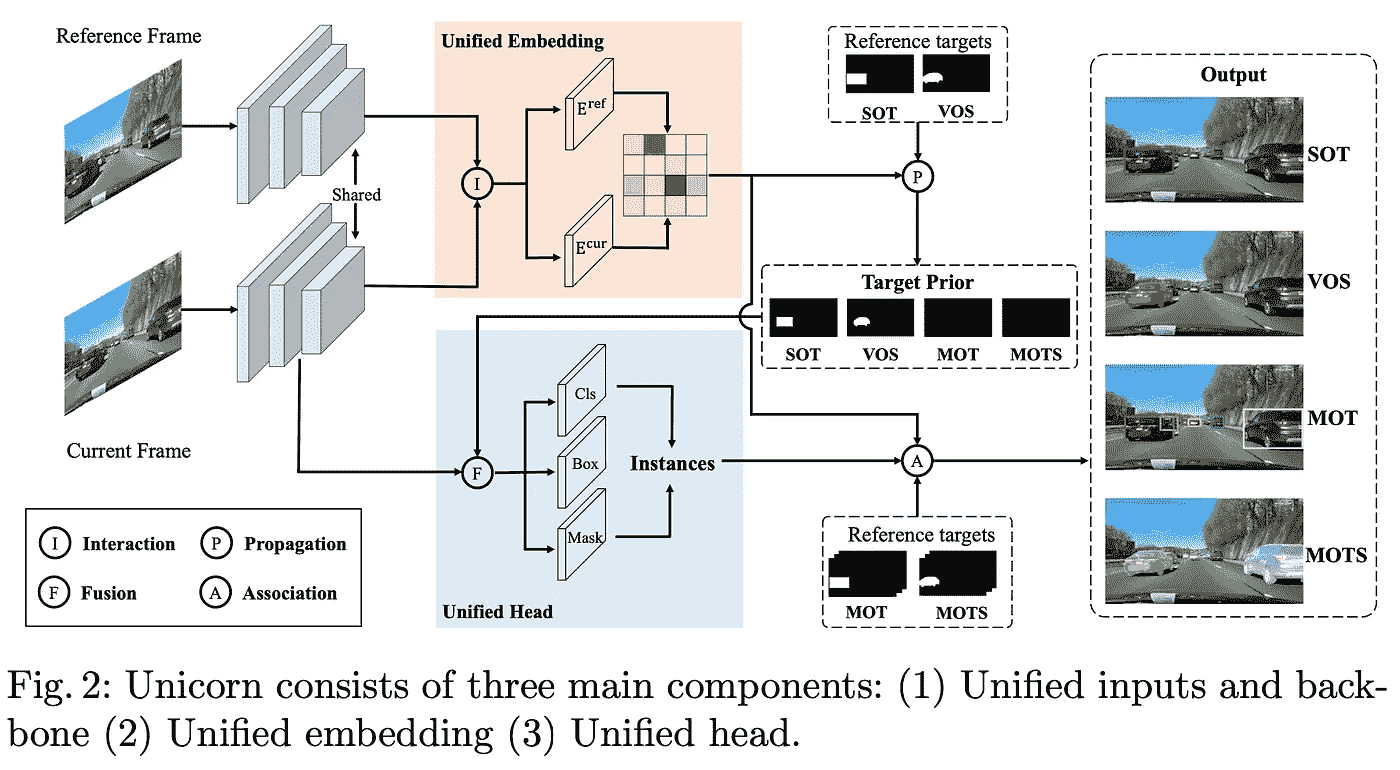 Reference Frame
Shared
Current Frame
Unified Embedding
I
E^ref
E^cur
Reference targets
SOT VOS
P
Target Prior
SOT VOS MOT MOTS
F
Cls
Box
Mask
Instances
Unified Head
A
Reference targets
MOT MOTS
Output
SOT
VOS
MOT
MOTS
I Interaction P Propagation
F Fusion A Association
Fig. 2: Unicorn consists of three main components: (1) Unified inputs and back-
bone (2) Unified embedding (3) Unified head.